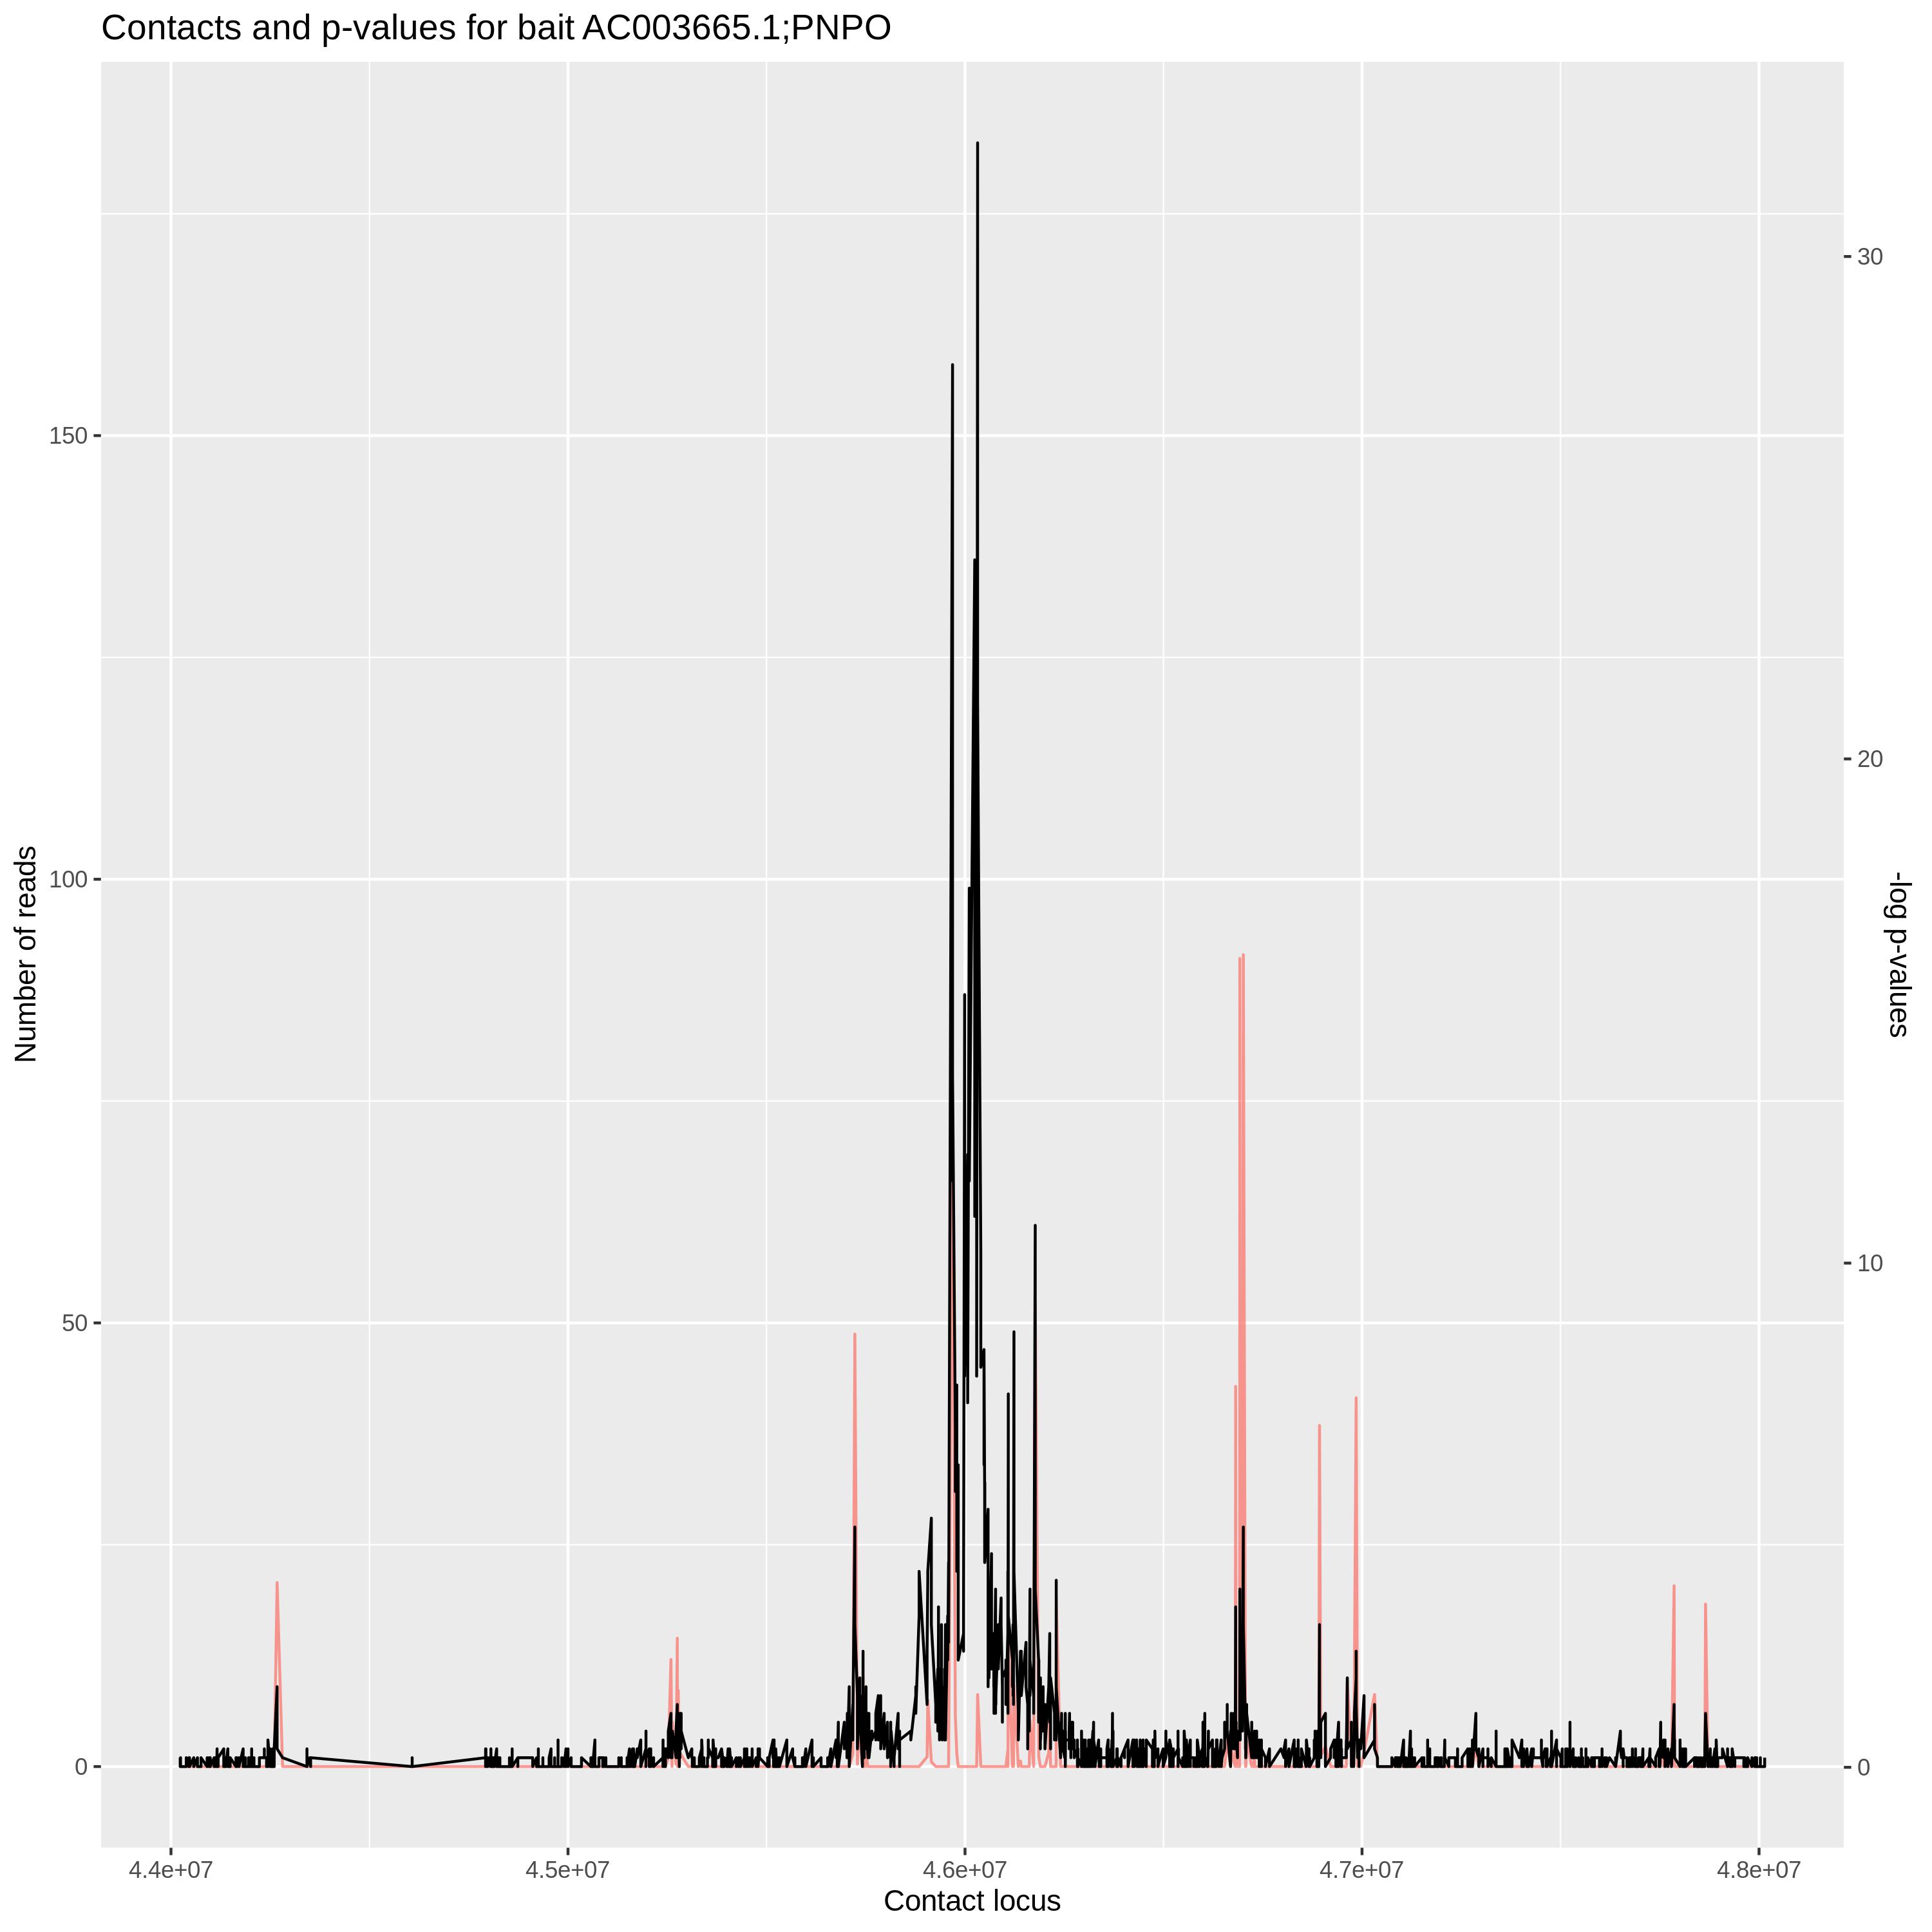 Contacts and p-values for bait AC003665.1;PNPO
Number of reads
150
100
50
0
30
20
10
0
-log p-values
4.4e+07 4.5e+07 4.6e+07 4.7e+07 4.8e+07
Contact locus